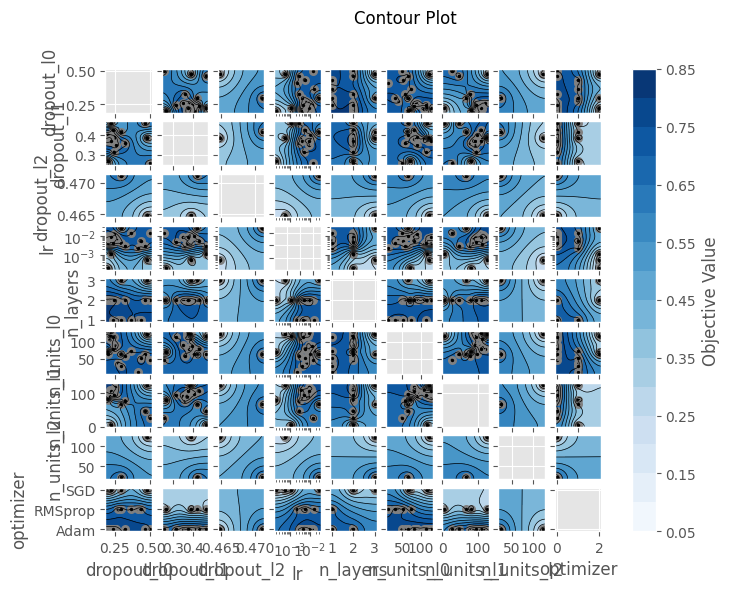 Contour Plot
dropout_l0
0.50
0.25
dropout_l1
0.4
0.3
dropout_l2
0.470
0.465
lr
10⁻²
10⁻³
n_layers
3
2
1
n_units_l0
100
50
n_units_l1
100
0
n_units_l2
100
50
optimizer
SGD
RMSprop
Adam
0.25 0.50 0.3 0.4 0.465 0.470 10⁻³ 10⁻² 1 2 3 50 100 0 100 50 100 0 2
dropout_l0 dropout_l1 dropout_l2 lr n_layers n_units_l0 n_units_l1 n_units_l2 optimizer
0.85
0.75
0.65
0.55
0.45
0.35
0.25
0.15
0.05
Objective Value